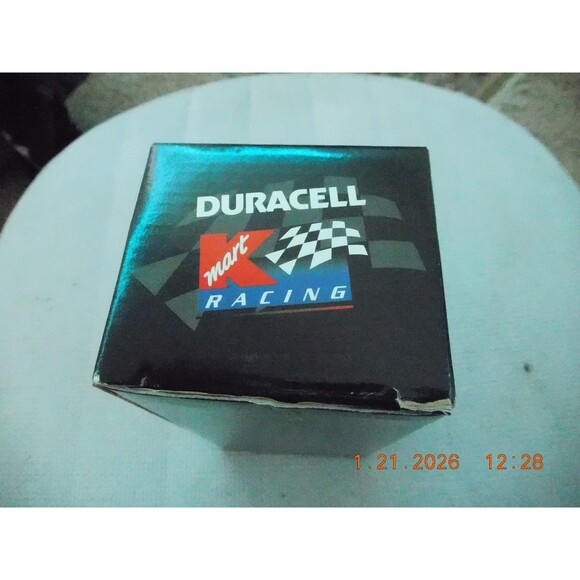 DURACELL
K
mart
RACING
1.21.2026 12:28